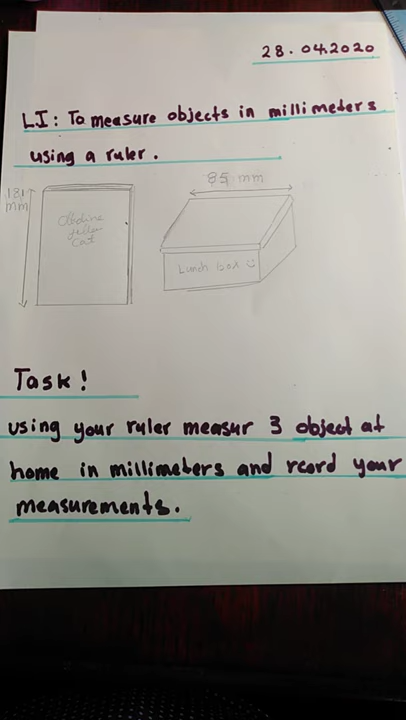 28.04.2020
LI: To measure objects in millimeters
using a ruler.
181
mm
85 mm
Cat
Lunch box
Task!
using your ruler measur 3 object at
home in millimeters and rcord your
measurements.